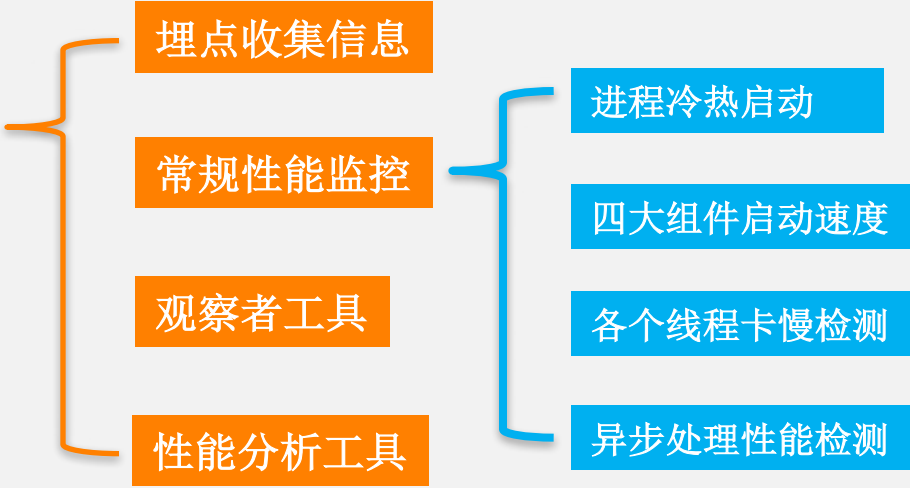 埋点收集信息
常规性能监控
观察者工具
性能分析工具
进程冷热启动
四大组件启动速度
各个线程卡慢检测
异步处理性能检测